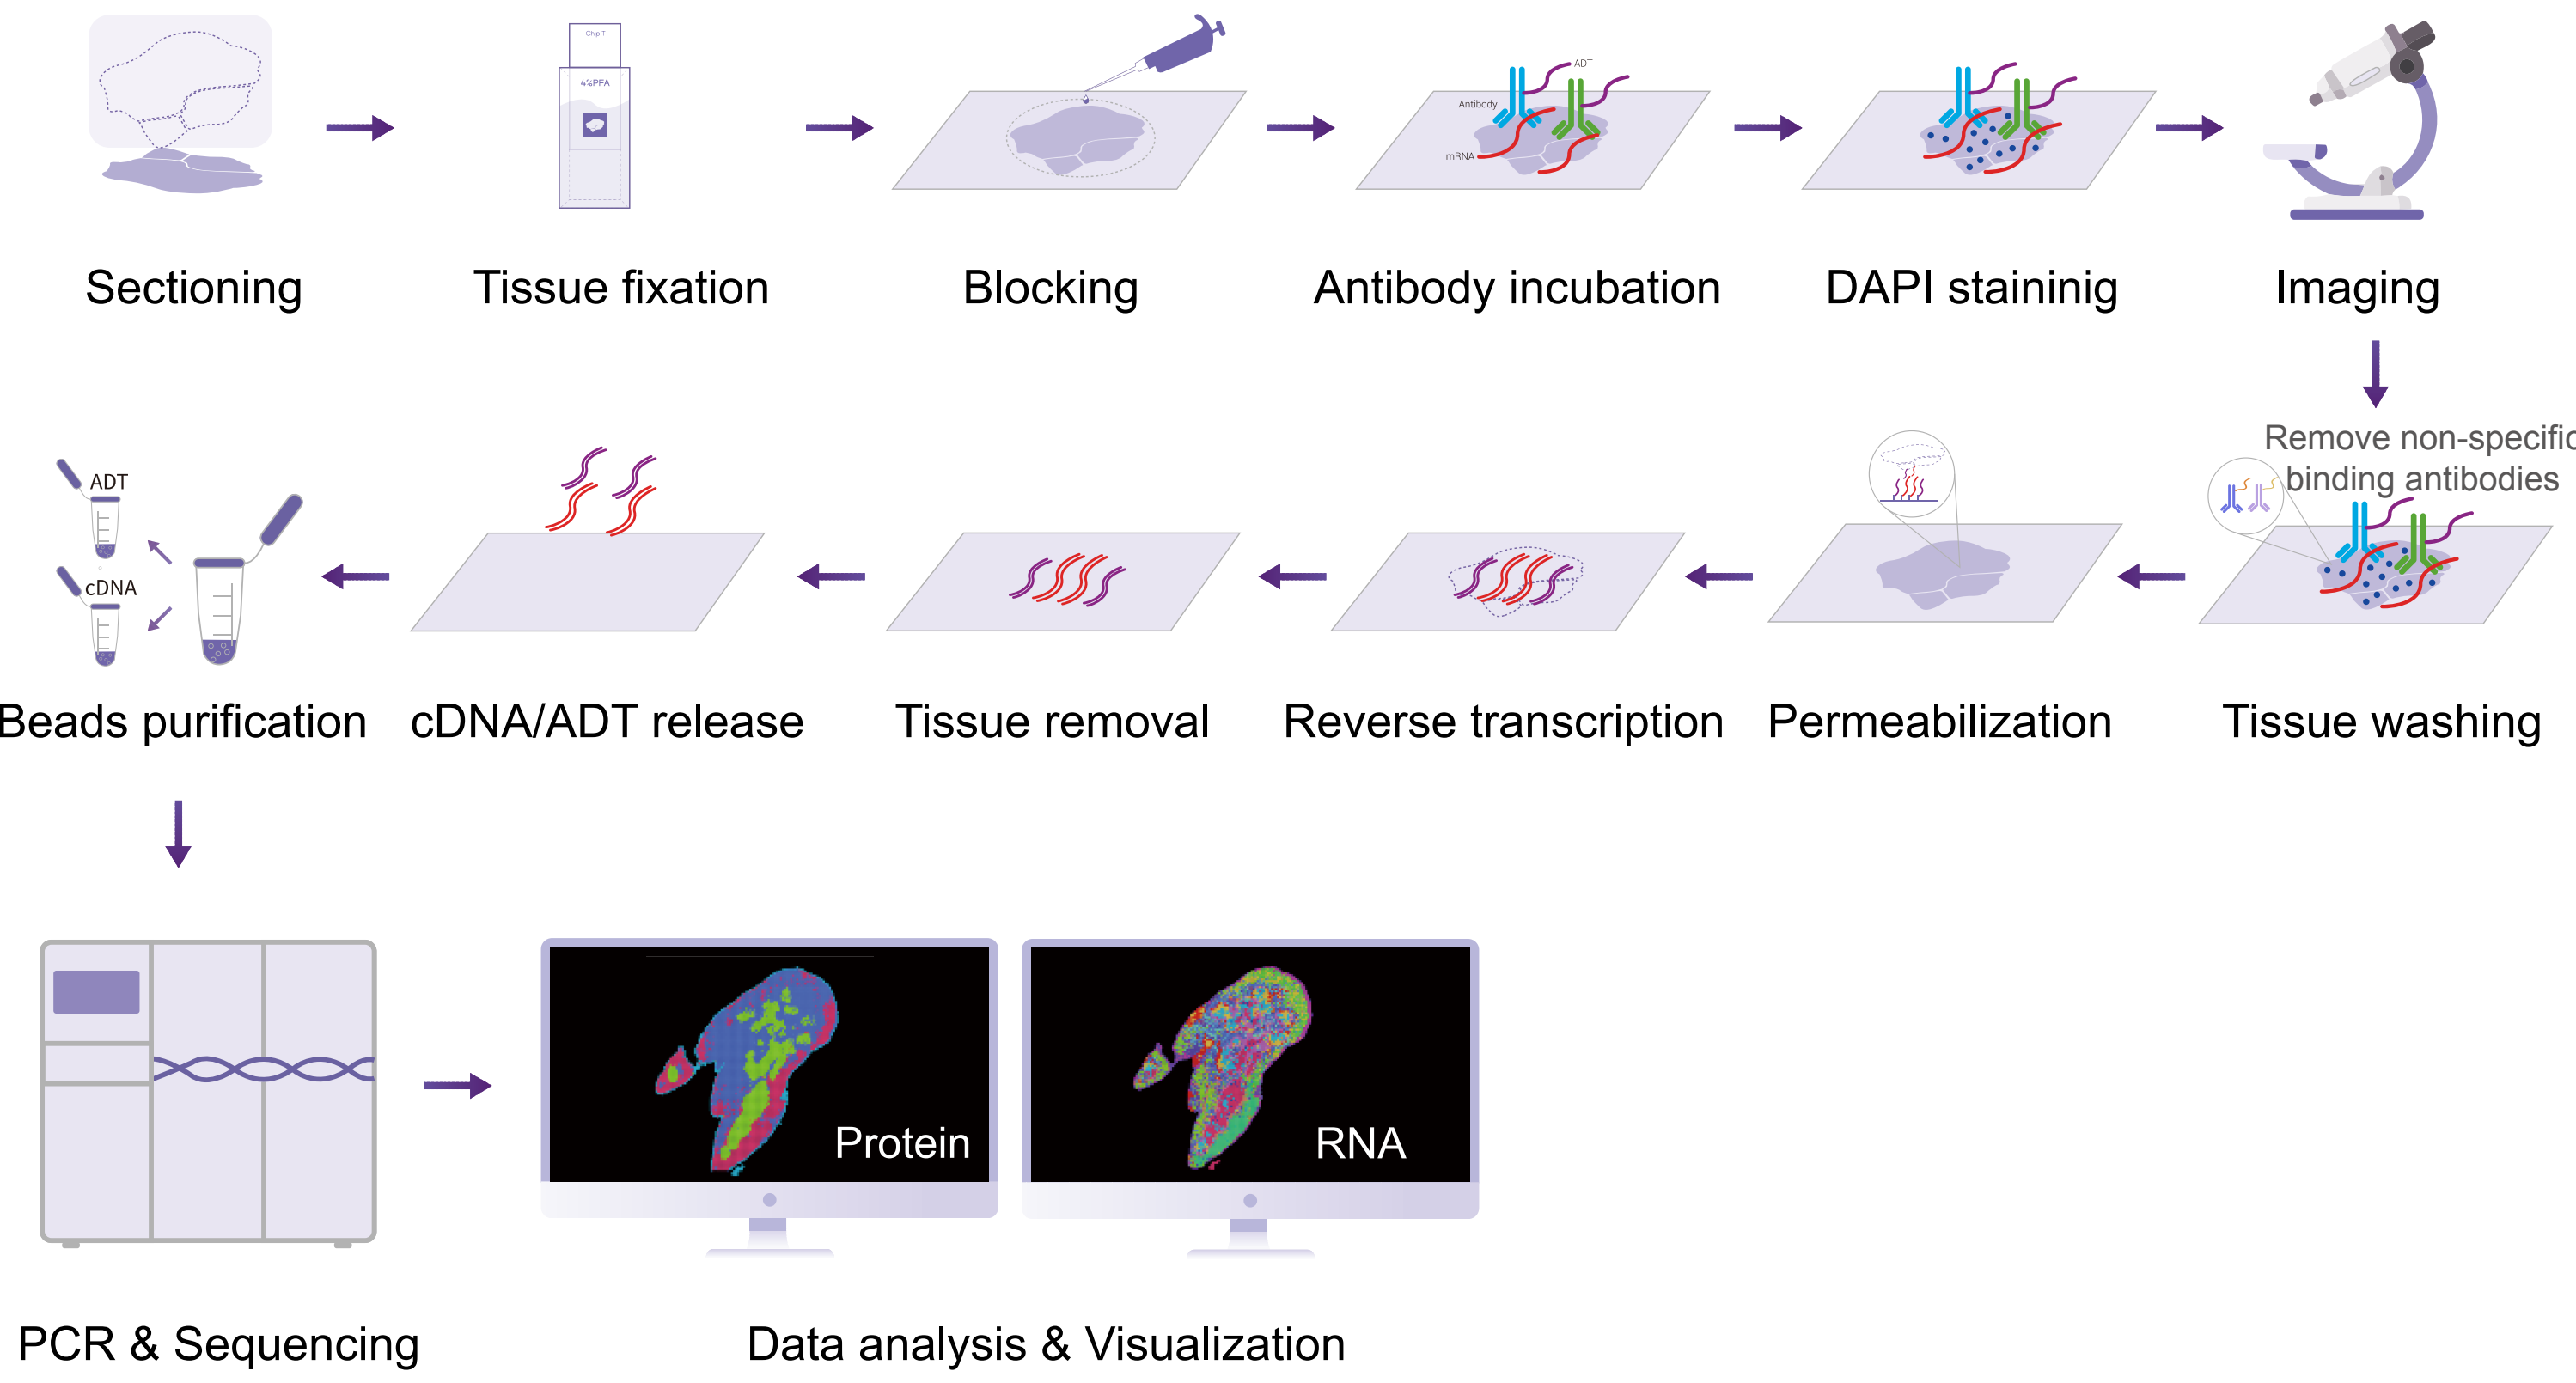 Chip T
4%PFA
ADT
Antibody
mRNA
Sectioning
Tissue fixation
Blocking
Antibody incubation
DAPI staininig
Imaging
Remove non-specific
binding antibodies
ADT
cDNA
Beads purification
cDNA/ADT release
Tissue removal
Reverse transcription
Permeabilization
Tissue washing
Protein
RNA
PCR & Sequencing
Data analysis & Visualization